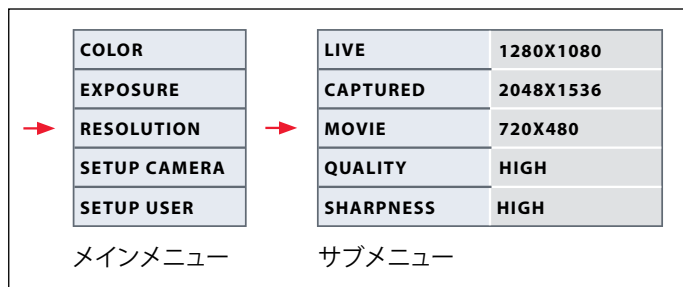 COLOR
EXPOSURE
RESOLUTION
SETUP CAMERA
SETUP USER
メインメニュー
LIVE 1280X1080
CAPTURED 2048X1536
MOVIE 720X480
QUALITY HIGH
SHARPNESS HIGH
サブメニュー